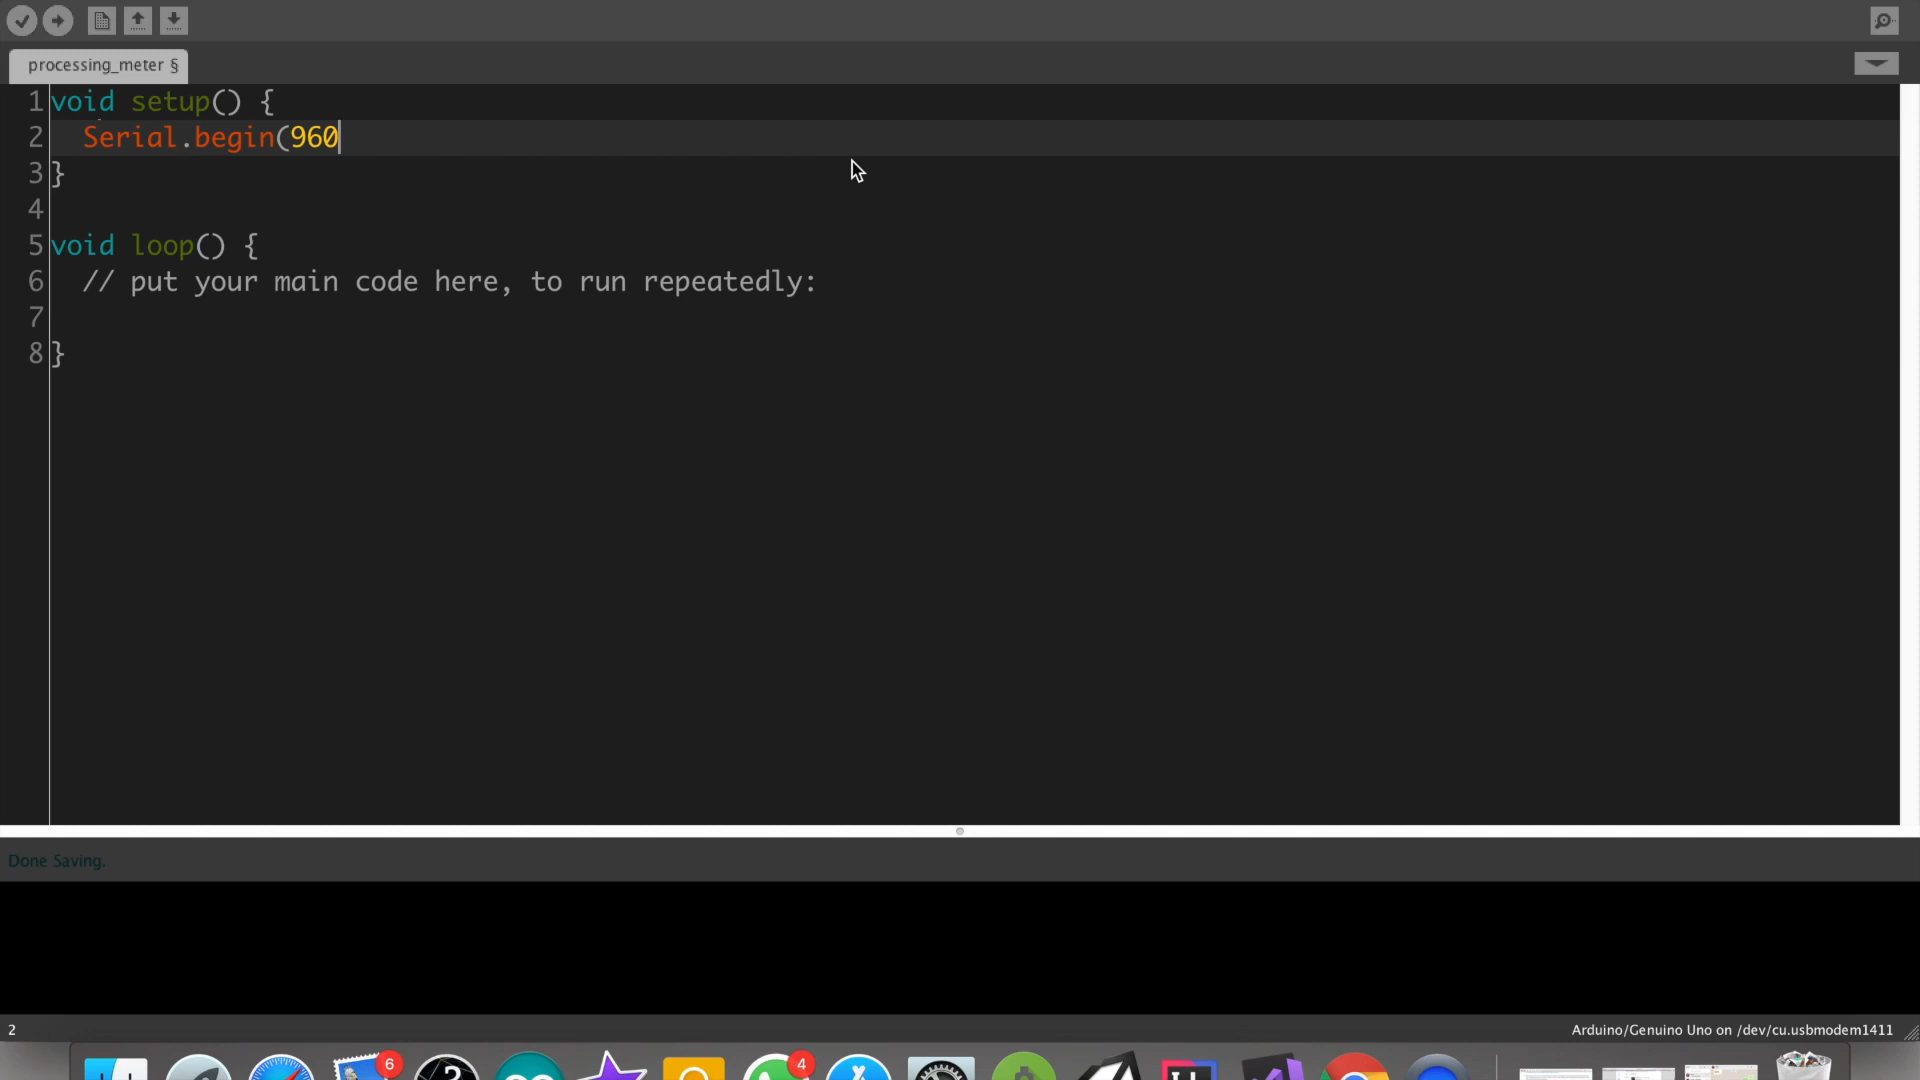 processing_meter §
1 void setup() {
2 Serial.begin(960
3 }
4
5 void loop() {
6 // put your main code here, to run repeatedly:
7
8 }
Done Saving.
2
Arduino/Genuino Uno on /dev/cu.usbmodem1411
6
?
4